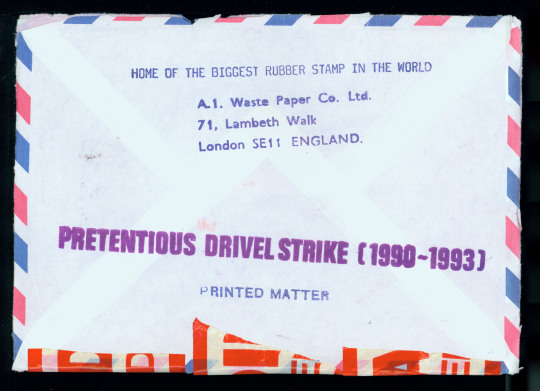 HOME OF THE BIGGEST RUBBER STAMP IN THE WORLD
A.1. Waste Paper Co. Ltd.
71, Lambeth Walk
London SE11 ENGLAND.
PRETENTIOUS DRIVEL STRIKE (1990~1993)
PRINTED MATTER